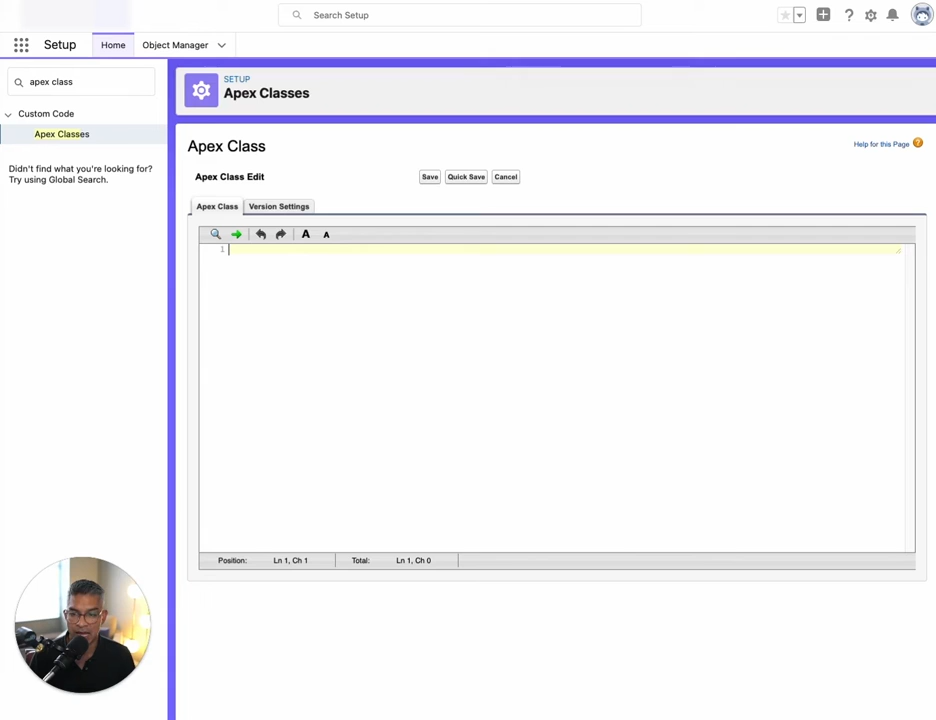 Search Setup
Setup
Home
Object Manager
apex class
Custom Code
Apex Classes
Didn't find what you're looking for?
Try using Global Search.
SETUP
Apex Classes
Apex Class
Help for this Page
Apex Class Edit
Save
Quick Save
Cancel
Apex Class
Version Settings
A
A
1
Position:
Ln 1, Ch 1
Total:
Ln 1, Ch 0